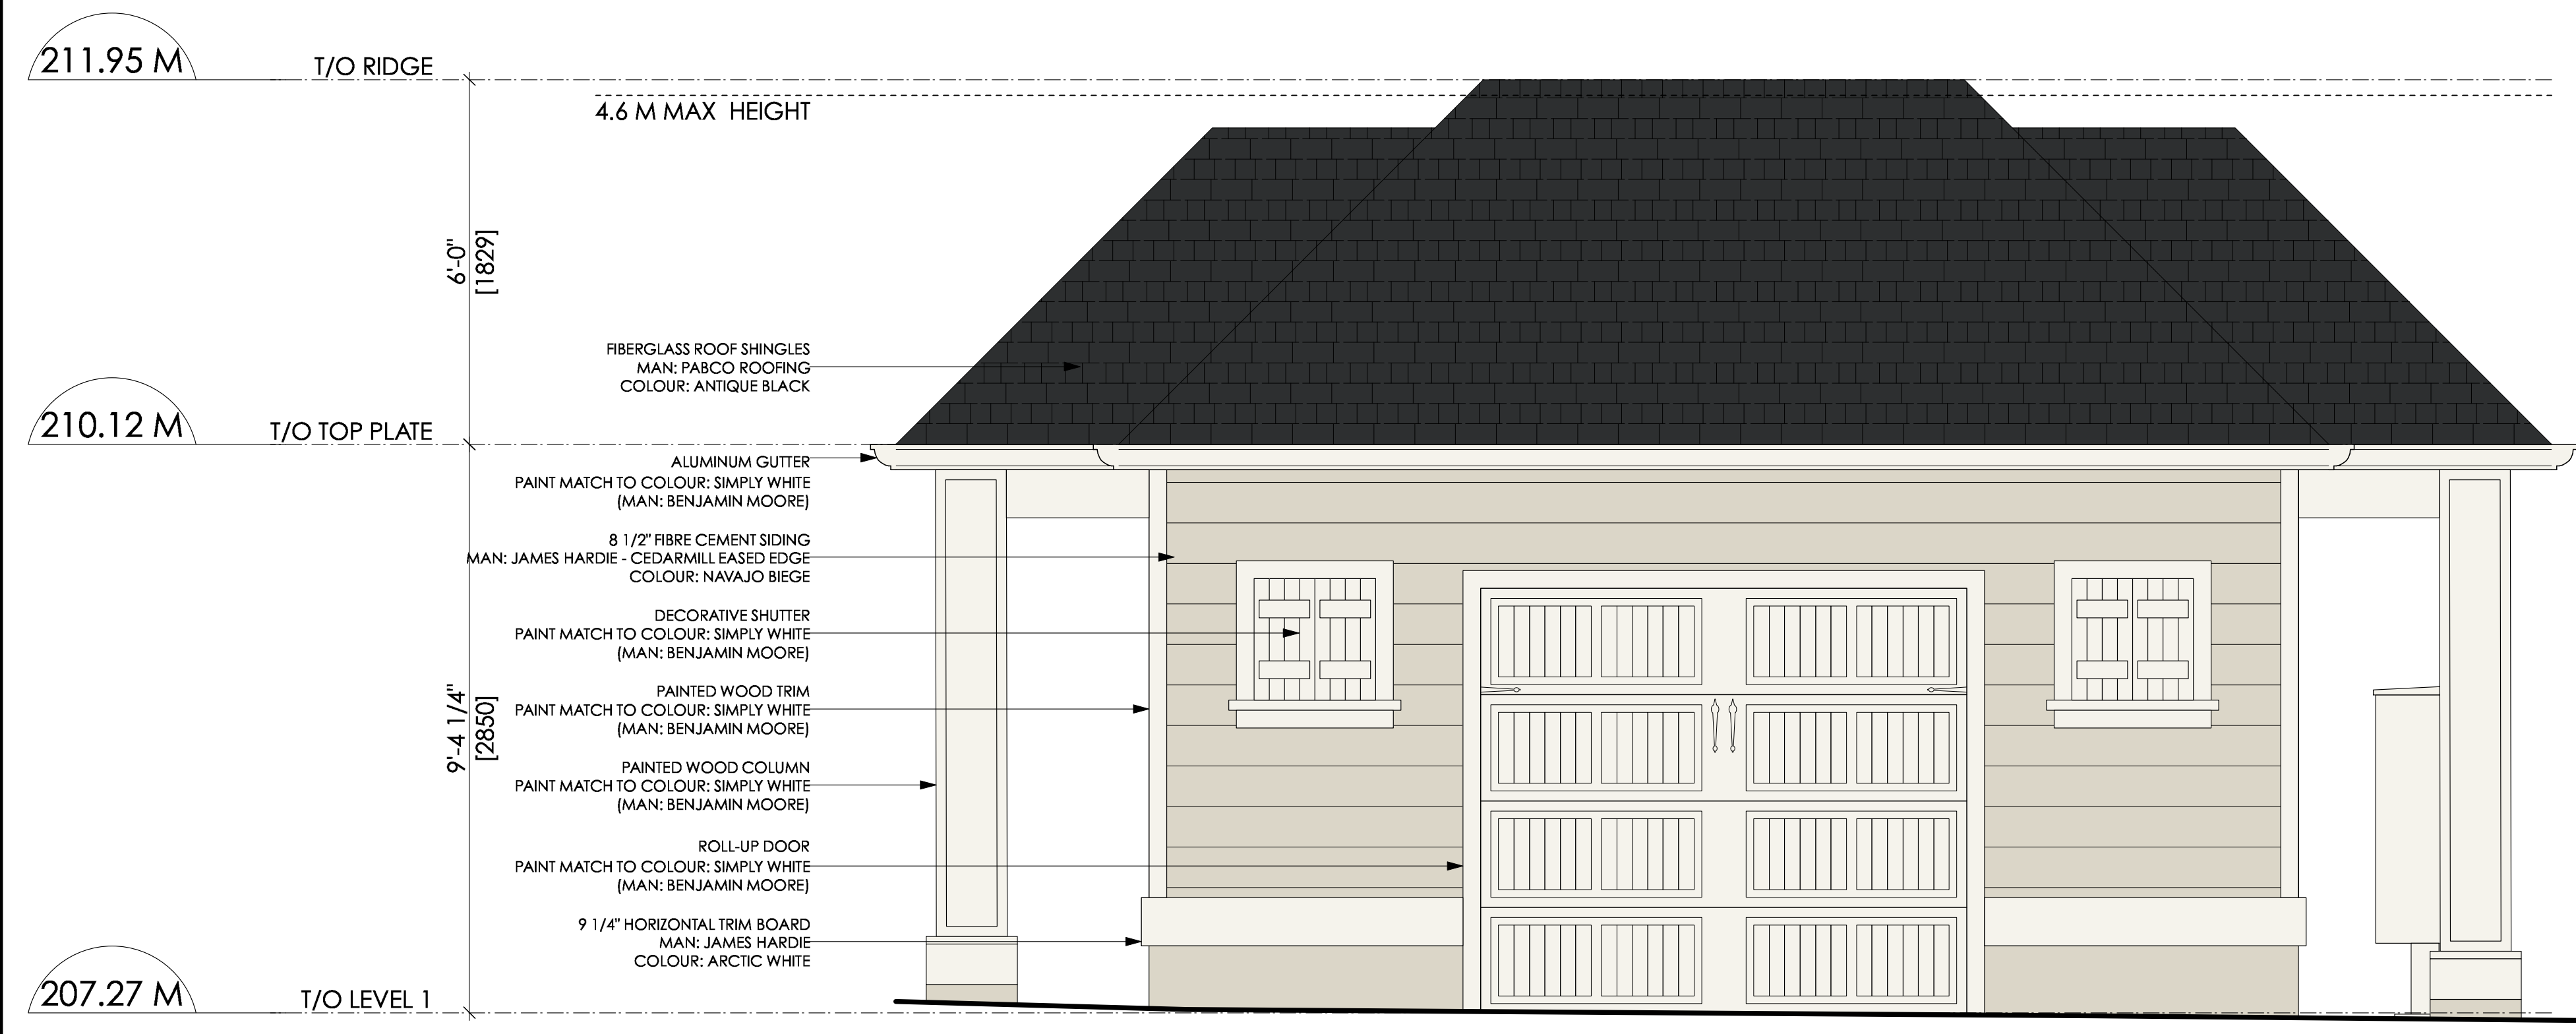 211.95 M
T/O RIDGE
4.6 M MAX HEIGHT
6'-0"
[1829]
FIBERGLASS ROOF SHINGLES
MAN: PABCO ROOFING
COLOUR: ANTIQUE BLACK
210.12 M
T/O TOP PLATE
ALUMINUM GUTTER
PAINT MATCH TO COLOUR: SIMPLY WHITE
(MAN: BENJAMIN MOORE)
8 1/2" FIBRE CEMENT SIDING
MAN: JAMES HARDIE - CEDARMILL EASED EDGE
COLOUR: NAVAJO BIEGE
DECORATIVE SHUTTER
PAINT MATCH TO COLOUR: SIMPLY WHITE
(MAN: BENJAMIN MOORE)
9'-4 1/4"
[2850]
PAINTED WOOD TRIM
PAINT MATCH TO COLOUR: SIMPLY WHITE
(MAN: BENJAMIN MOORE)
PAINTED WOOD COLUMN
PAINT MATCH TO COLOUR: SIMPLY WHITE
(MAN: BENJAMIN MOORE)
ROLL-UP DOOR
PAINT MATCH TO COLOUR: SIMPLY WHITE
(MAN: BENJAMIN MOORE)
9 1/4" HORIZONTAL TRIM BOARD
MAN: JAMES HARDIE
COLOUR: ARCTIC WHITE
207.27 M
T/O LEVEL 1